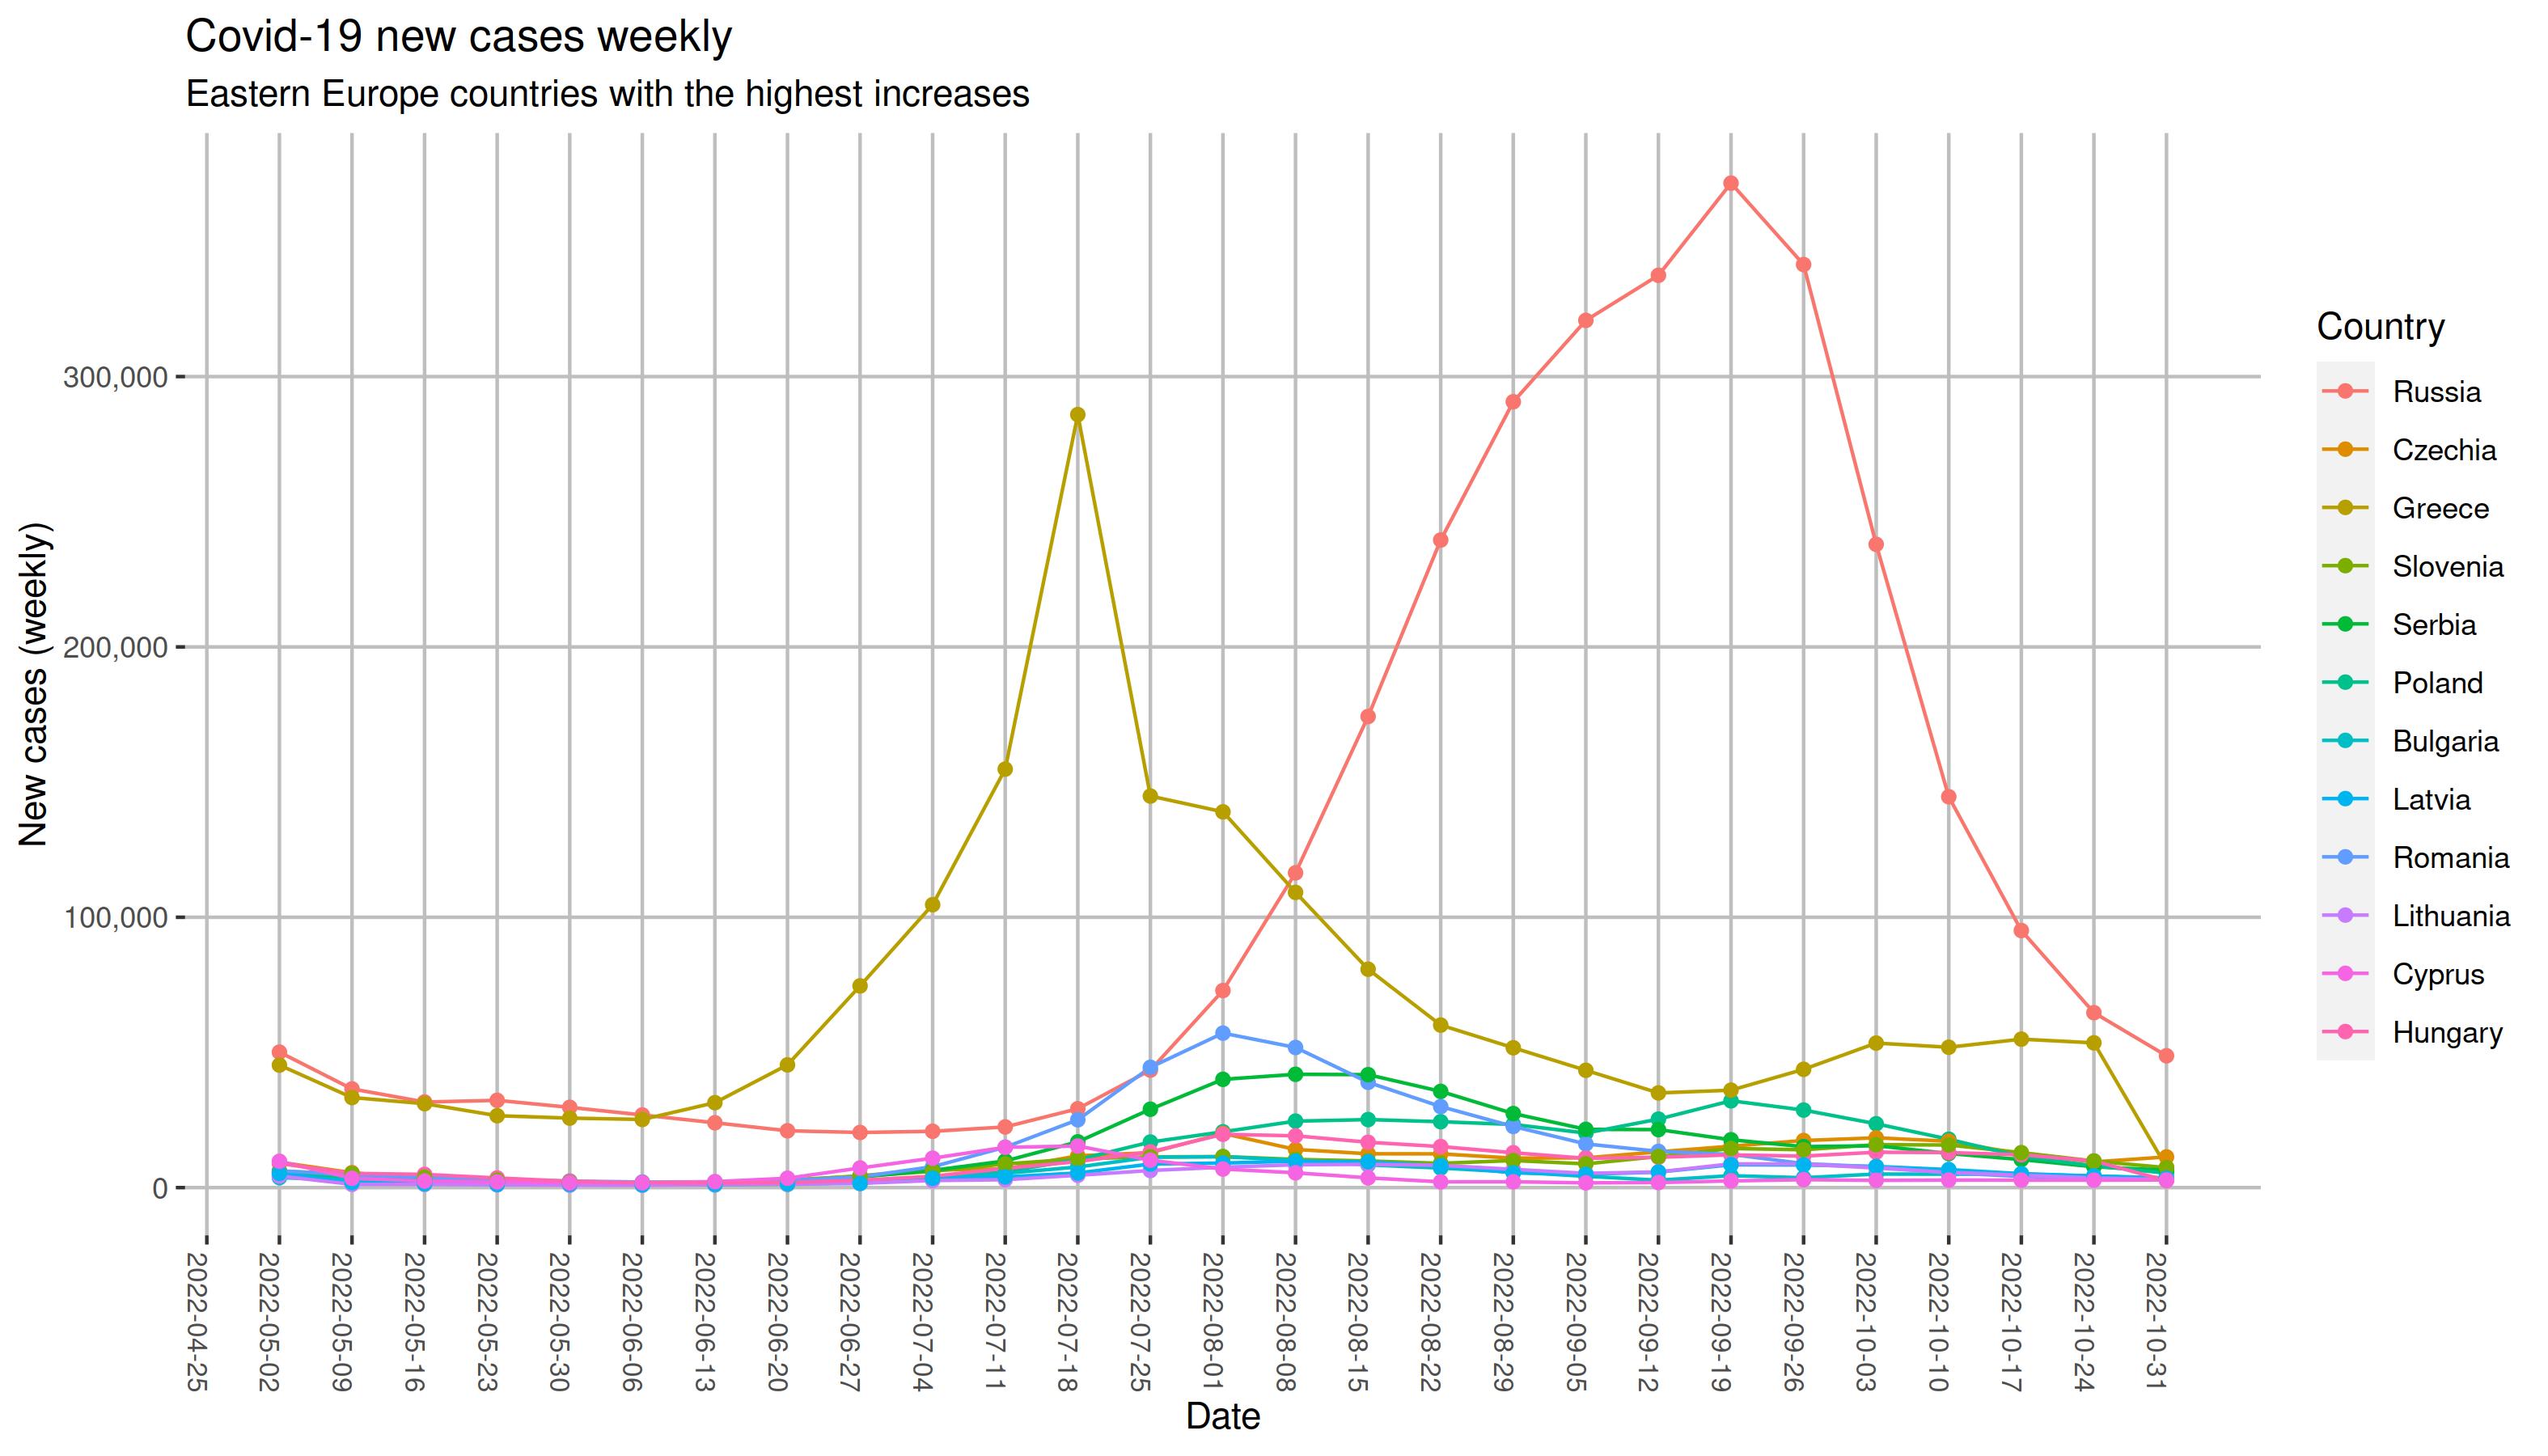 Covid-19 new cases weekly
Eastern Europe countries with the highest increases
New cases (weekly)
300,000
200,000
100,000
0
2022-04-25
2022-05-02
2022-05-09
2022-05-16
2022-05-23
2022-05-30
2022-06-06
2022-06-13
2022-06-20
2022-06-27
2022-07-04
2022-07-11
2022-07-18
2022-07-25
2022-08-01
2022-08-08
2022-08-15
2022-08-22
2022-08-29
2022-09-05
2022-09-12
2022-09-19
2022-09-26
2022-10-03
2022-10-10
2022-10-17
2022-10-24
2022-10-31
Date
Country
Russia
Czechia
Greece
Slovenia
Serbia
Poland
Bulgaria
Latvia
Romania
Lithuania
Cyprus
Hungary